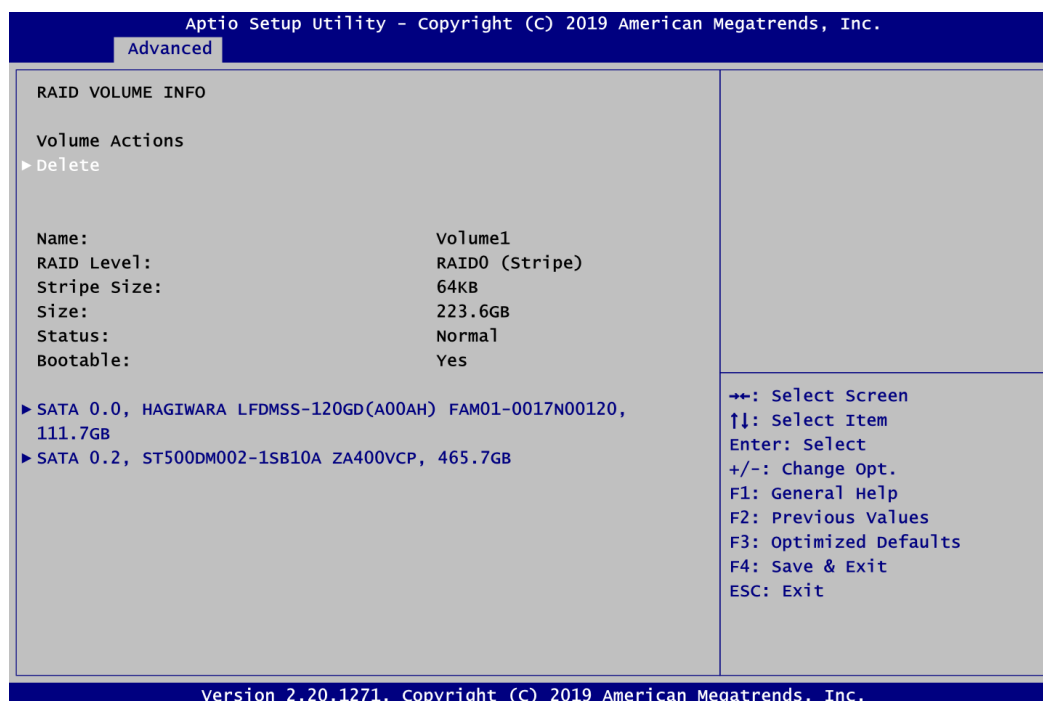 Aptio Setup Utility - Copyright (C) 2019 American Megatrends, Inc.
Advanced
RAID VOLUME INFO
Volume Actions
►Delete
Name: Volume1
RAID Level: RAID0 (Stripe)
Stripe Size: 64KB
Size: 223.6GB
Status: Normal
Bootable: Yes
►SATA 0.0, HAGIWARA LFDMSS-120GD(A00AH) FAM01-0017N00120,
111.7GB
►SATA 0.2, ST500DM002-1SB10A ZA400VCP, 465.7GB
→←: Select Screen
↑↓: Select Item
Enter: Select
+/-: Change Opt.
F1: General Help
F2: Previous Values
F3: Optimized Defaults
F4: Save & Exit
ESC: Exit
Version 2.20.1271. Copyright (C) 2019 American Megatrends, Inc.